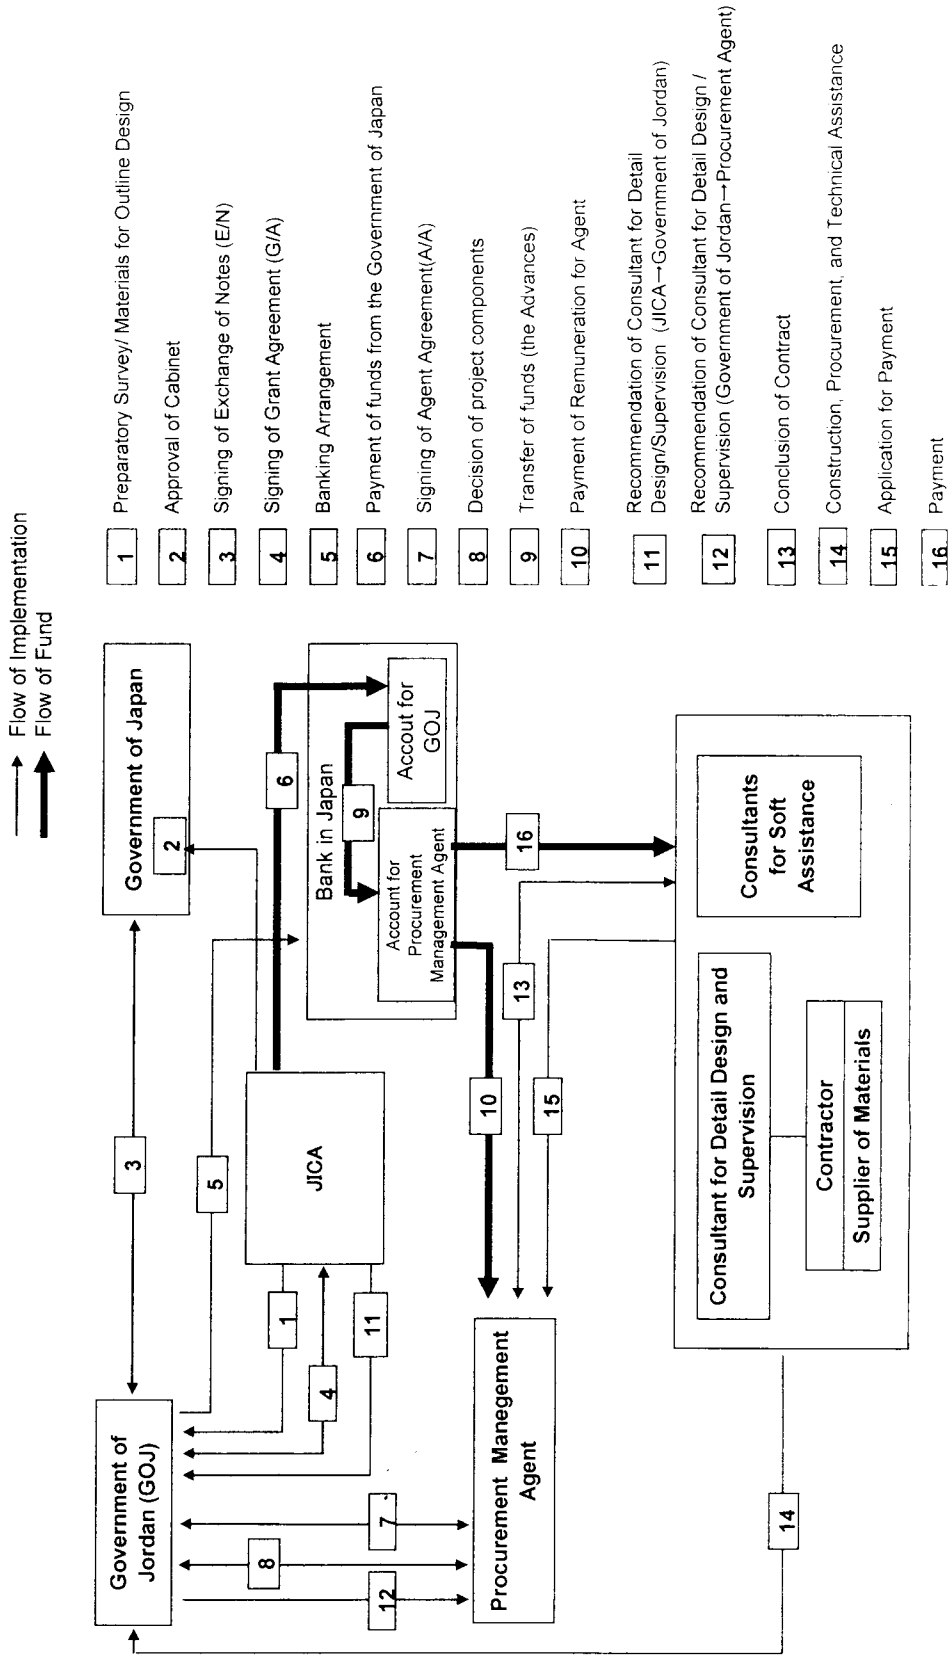 Flow of Implementation
Flow of Fund
Government of
Jordan (GOJ)
3
Government of Japan
2
5
JICA
1
4
11
6
Bank in Japan
9
Accout for
GOJ
Account for
Procurement
Management Agent
7
8
12
Procurement Manegement
Agent
10
13
15
16
Consultant for Detail Design and
Supervision
Contractor
Supplier of Materials
Consultants
for Soft
Assistance
14
1 Preparatory Survey/ Materials for Outline Design
2 Approval of Cabinet
3 Signing of Exchange of Notes (E/N)
4 Signing of Grant Agreement (G/A)
5 Banking Arrangement
6 Payment of funds from the Government of Japan
7 Signing of Agent Agreement(A/A)
8 Decision of project components
9 Transfer of funds (the Advances)
10 Payment of Remuneration for Agent
11 Recommendation of Consultant for Detail
Design/Supervision (JICA→Government of Jordan)
12 Recommendation of Consultant for Detail Design /
Supervision (Government of Jordan→Procurement Agent)
13 Conclusion of Contract
14 Construction, Procurement, and Technical Assistance
15 Application for Payment
16 Payment